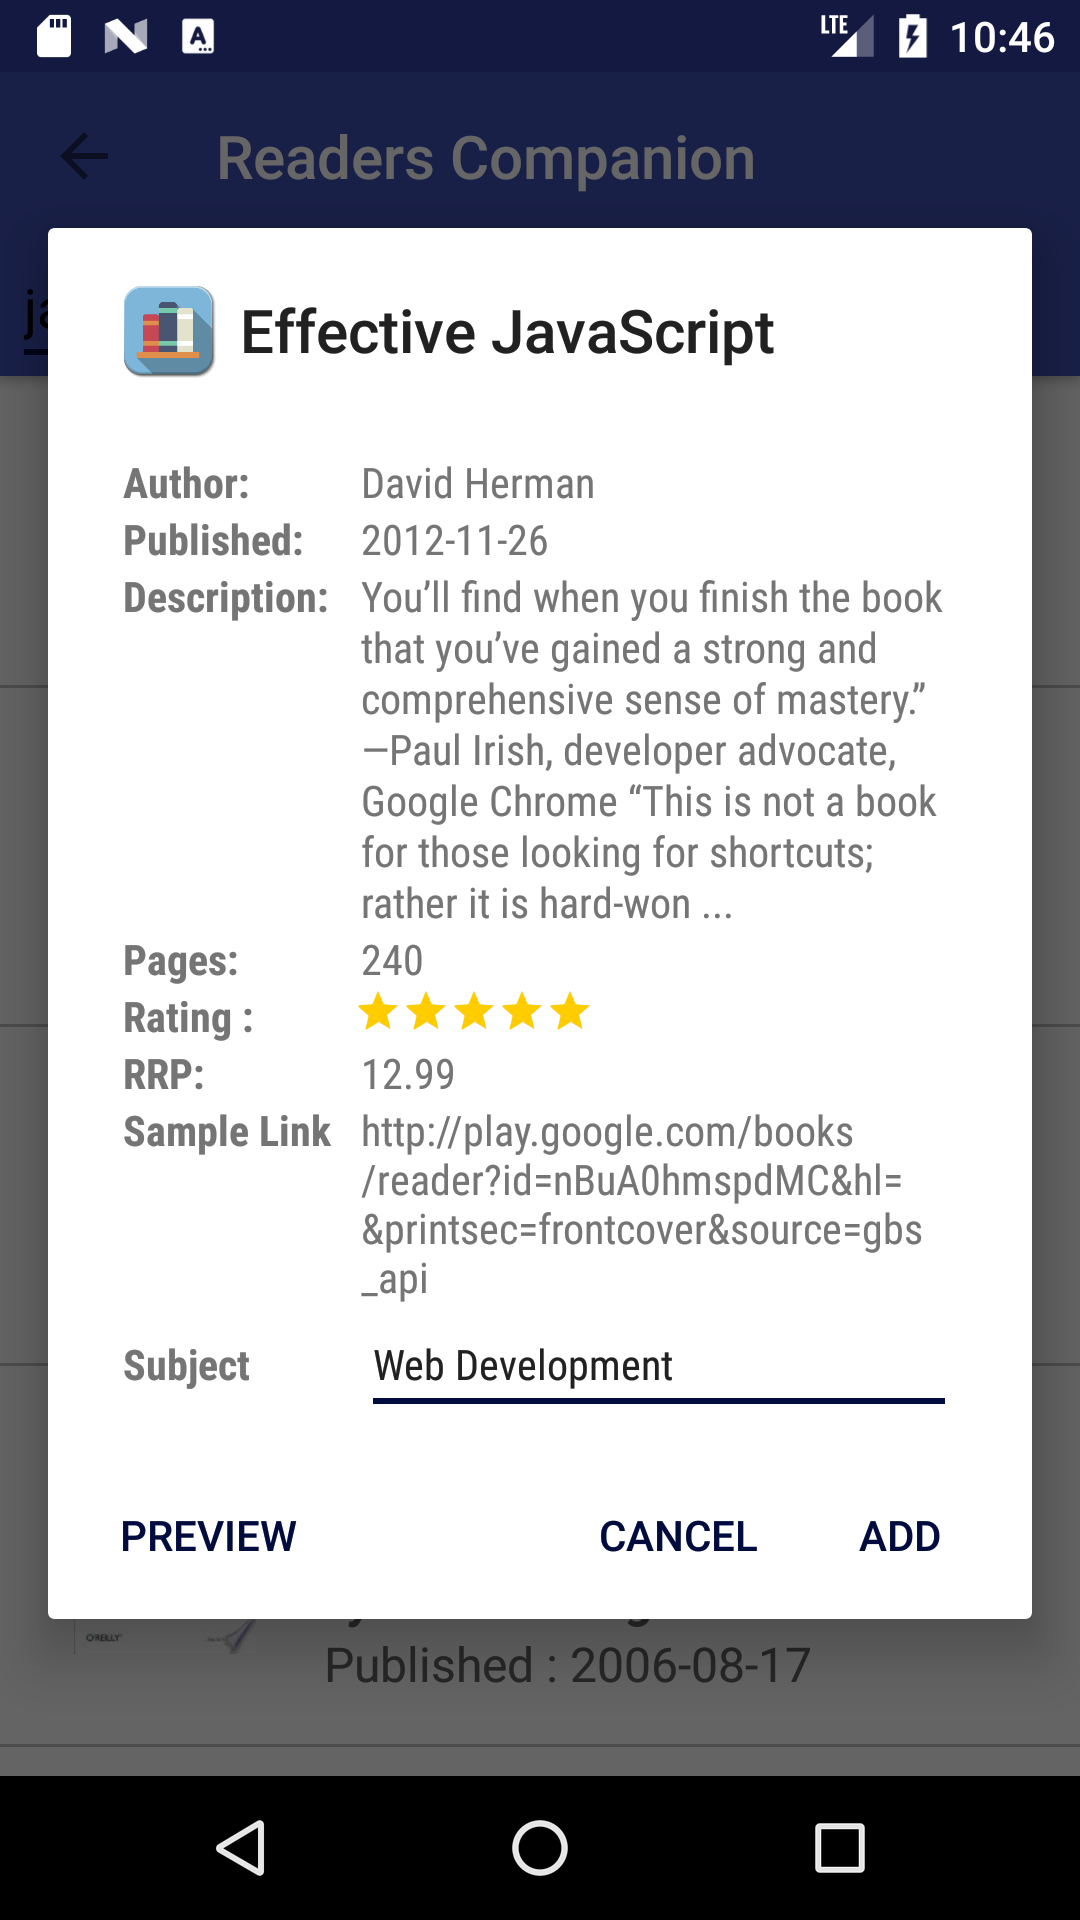 LTE 10:46
Readers Companion
Effective JavaScript
Author: David Herman
Published: 2012-11-26
Description: You’ll find when you finish the book
that you’ve gained a strong and
comprehensive sense of mastery.”
—Paul Irish, developer advocate,
Google Chrome “This is not a book
for those looking for shortcuts;
rather it is hard-won ...
Pages: 240
Rating :
RRP: 12.99
Sample Link http://play.google.com/books
/reader?id=nBuA0hmspdMC&hl=
&printsec=frontcover&source=gbs
_api
Subject Web Development
PREVIEW CANCEL ADD
O'REILLY
Published : 2006-08-17